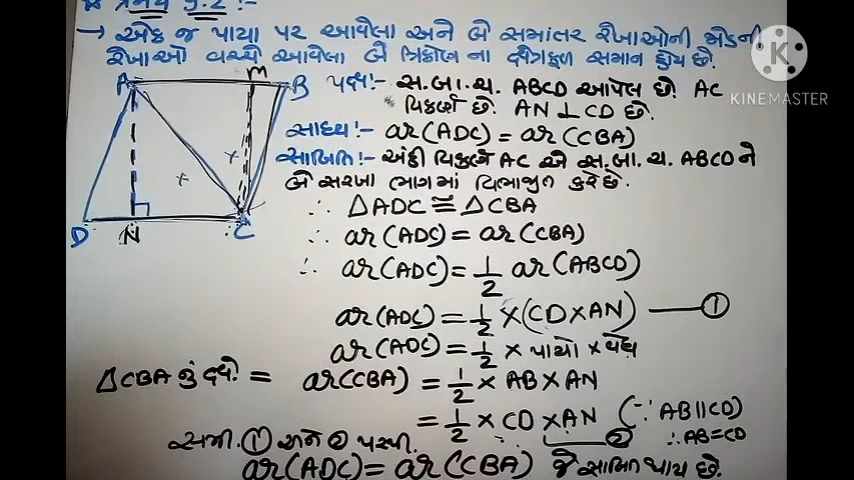 * પ્રમેય 9.2:-
→ એક જ પાયા પર આવેલા અને બે સમાંતર રેખાઓની જોડની
રેખાઓ વચ્ચે આવેલા બે ત્રિકોણ ના ક્ષેત્રફળ સમાન હોય છે.
પક્ષ:- સ.બા.ચ. ABCD આપેલ છે. AC
વિકર્ણ છે. AN ⊥ CD છે.
સાધ્ય:- ar(ADC) = ar(CBA)
સાબિતિ:- અહી વિકર્ણ AC એ સ.બા.ચ. ABCD ને
બે સરખા ભાગમાં વિભાજીત કરે છે.
∴ △ADC ≅ △CBA
∴ ar(ADC) = ar(CBA)
∴ ar(ADC) = 1/2 ar(ABCD)
ar(ADC) = 1/2 × (CD × AN) — ①
ar(ADC) = 1/2 × પાયો × વેધ
△CBA નું ક્ષેત્રો. = ar(CBA) = 1/2 × AB × AN
= 1/2 × CD × AN (∵ AB || CD)
② ∴ AB = CD
સમી. ① અને ② પરથી
ar(ADC) = ar(CBA) જે સાબિત થાય છે.
A M B
D N C
KINEMASTER